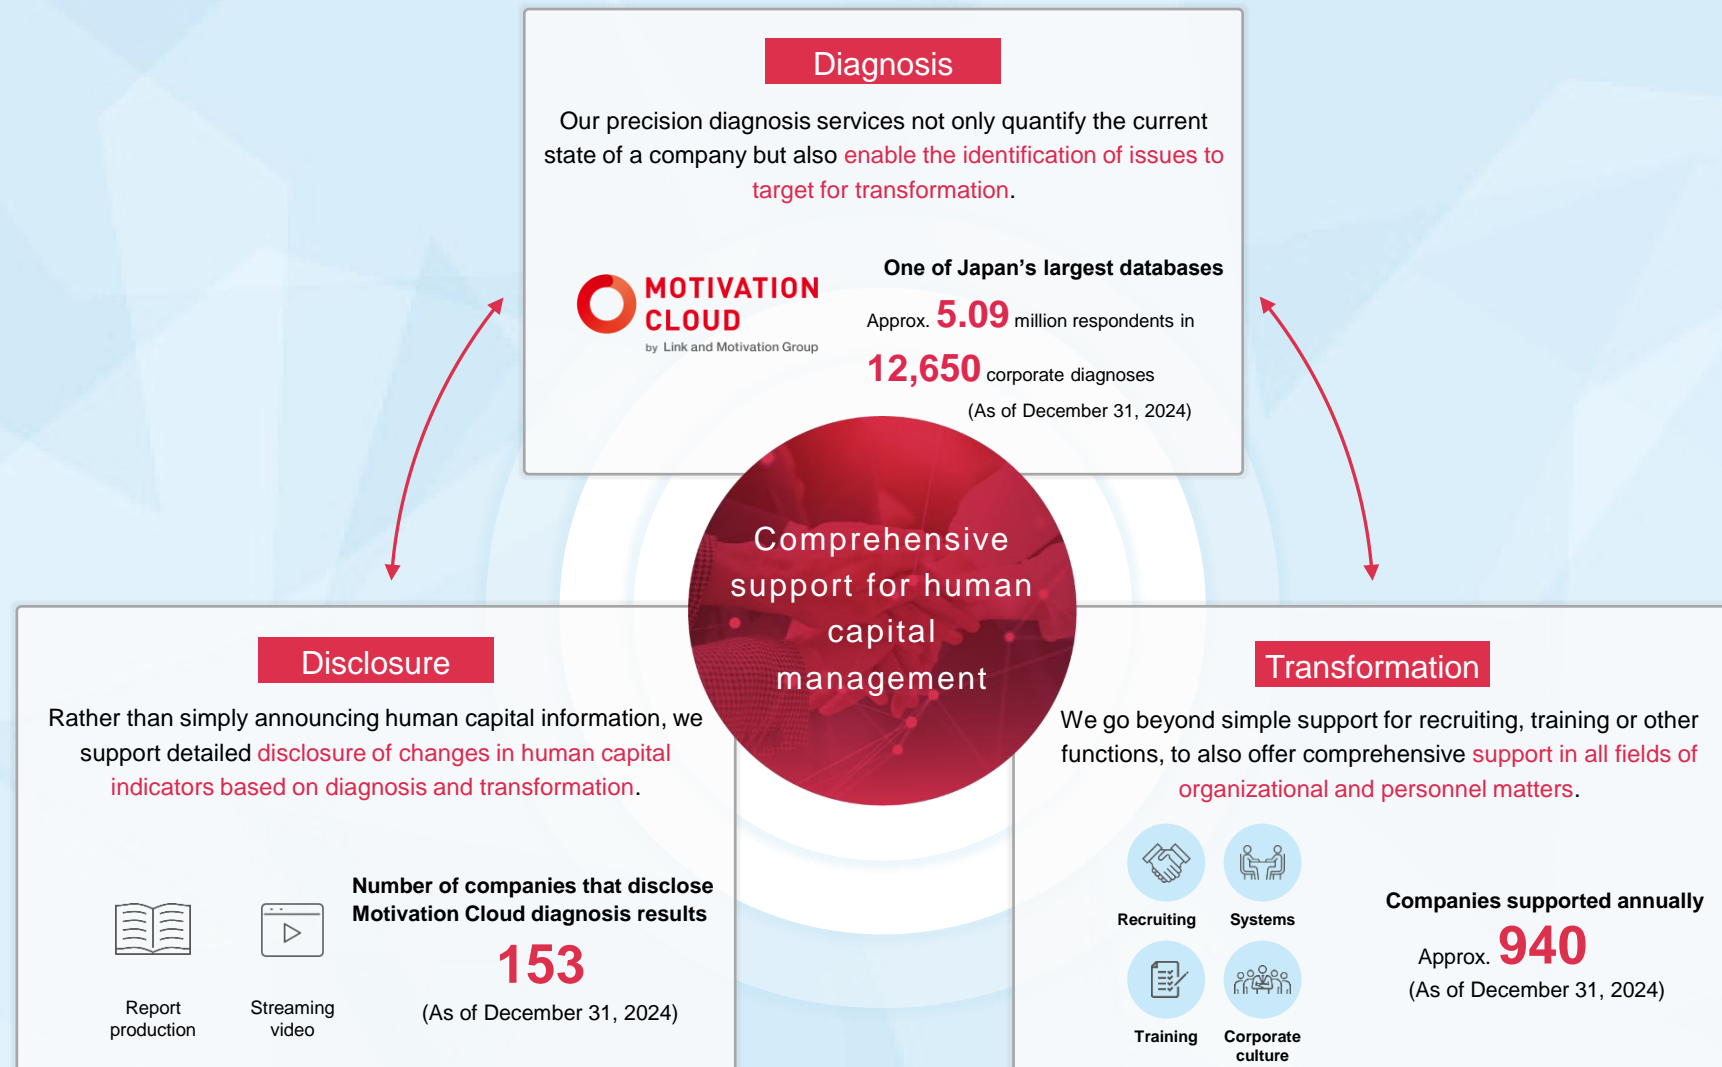 Diagnosis
Our precision diagnosis services not only quantify the current
state of a company but also enable the identification of issues to
target for transformation.
MOTIVATION
CLOUD
by Link and Motivation Group
One of Japan’s largest databases
Approx. 5.09 million respondents in
12,650 corporate diagnoses
(As of December 31, 2024)
Comprehensive
support for human
capital
management
Disclosure
Rather than simply announcing human capital information, we
support detailed disclosure of changes in human capital
indicators based on diagnosis and transformation.
Report
production
Streaming
video
Number of companies that disclose
Motivation Cloud diagnosis results
153
(As of December 31, 2024)
Transformation
We go beyond simple support for recruiting, training or other
functions, to also offer comprehensive support in all fields of
organizational and personnel matters.
Recruiting
Systems
Training
Corporate
culture
Companies supported annually
Approx. 940
(As of December 31, 2024)